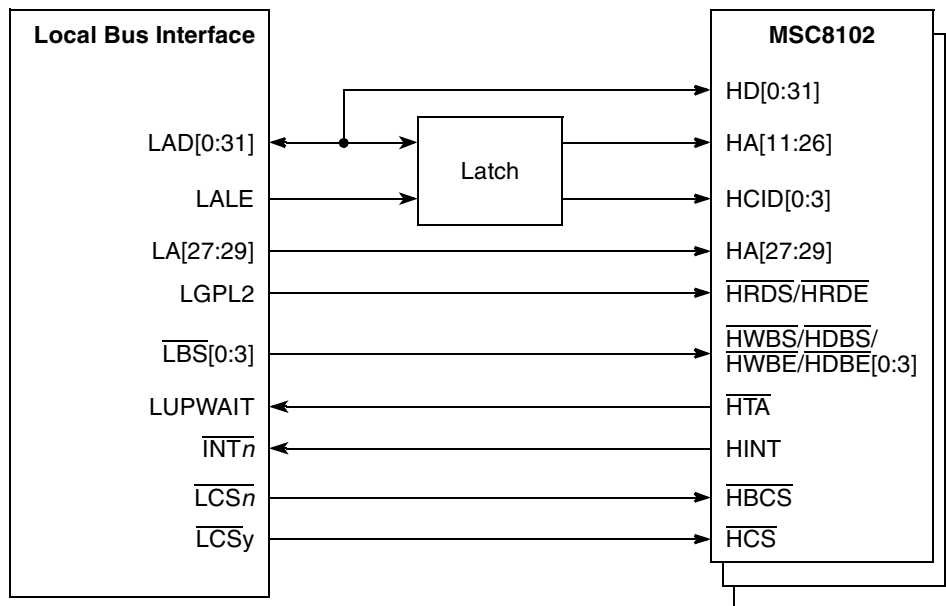 Local Bus Interface
MSC8102
HD[0:31]
LAD[0:31]
Latch
HA[11:26]
LALE
HCID[0:3]
LA[27:29]
HA[27:29]
LGPL2
HRDS/HRDE
LBS[0:3]
HWBS/HDBS/
HWBE/HDBE[0:3]
LUPWAIT
HTA
INTn
HINT
LCSn
HBCS
LCSy
HCS